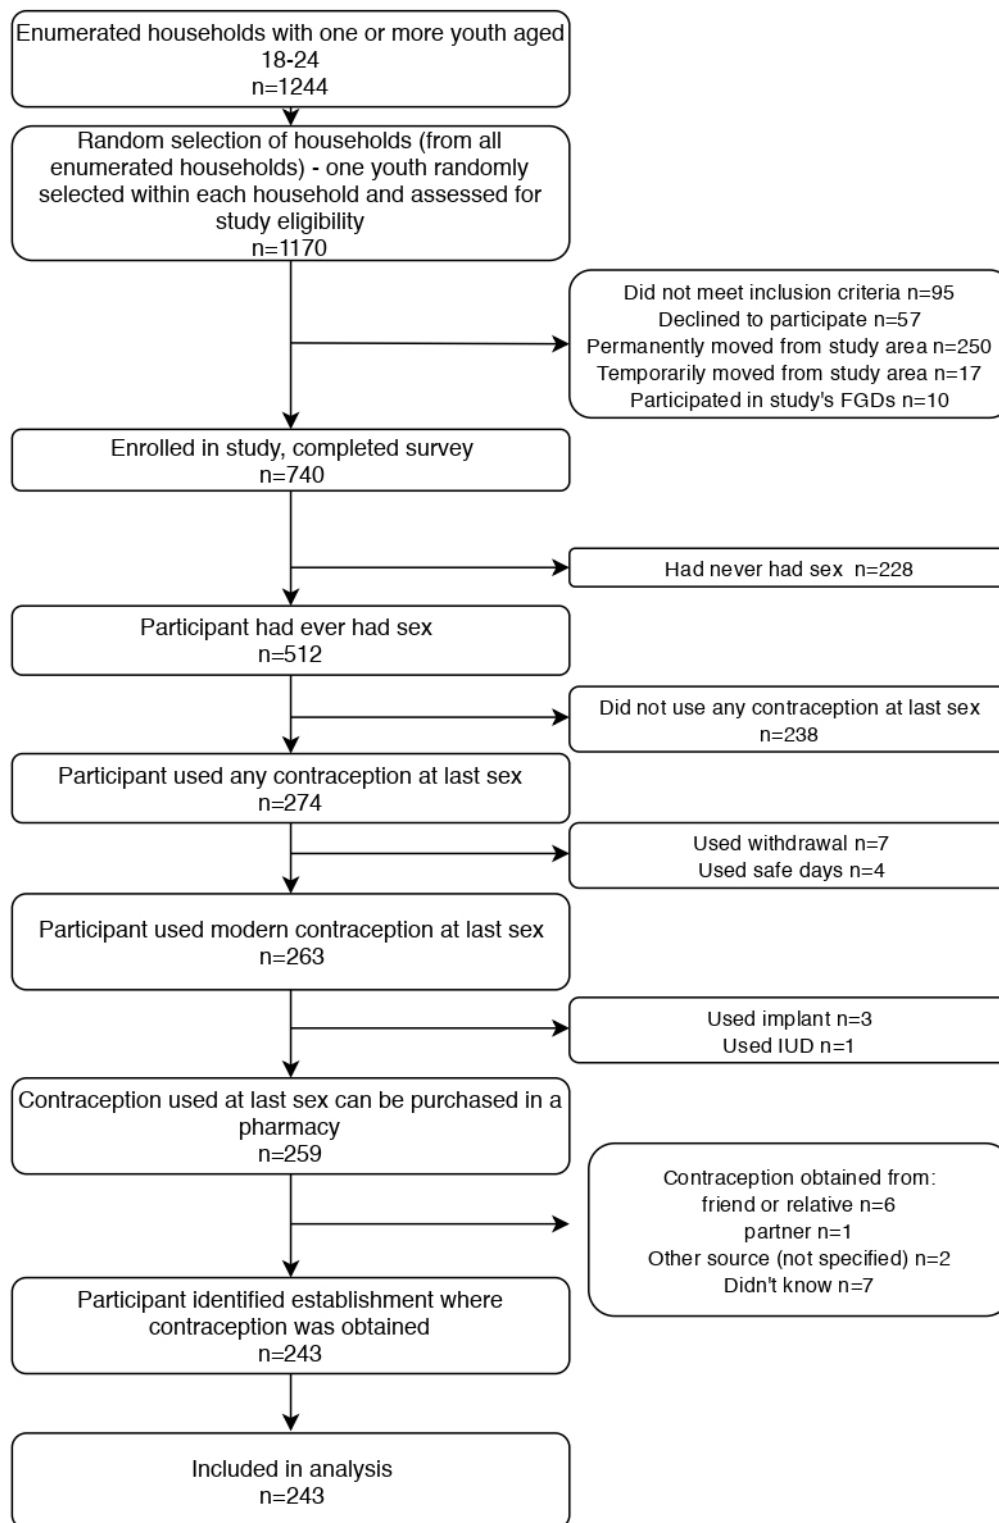 Enumerated households with one or more youth aged
18-24
n=1244
Random selection of households (from all
enumerated households) - one youth randomly
selected within each household and assessed for
study eligibility
n=1170
Did not meet inclusion criteria n=95
Declined to participate n=57
Permanently moved from study area n=250
Temporarily moved from study area n=17
Participated in study's FGDs n=10
Enrolled in study, completed survey
n=740
Had never had sex n=228
Participant had ever had sex
n=512
Did not use any contraception at last sex
n=238
Participant used any contraception at last sex
n=274
Used withdrawal n=7
Used safe days n=4
Participant used modern contraception at last sex
n=263
Used implant n=3
Used IUD n=1
Contraception used at last sex can be purchased in a
pharmacy
n=259
Contraception obtained from:
friend or relative n=6
partner n=1
Other source (not specified) n=2
Didn't know n=7
Participant identified establishment where
contraception was obtained
n=243
Included in analysis
n=243